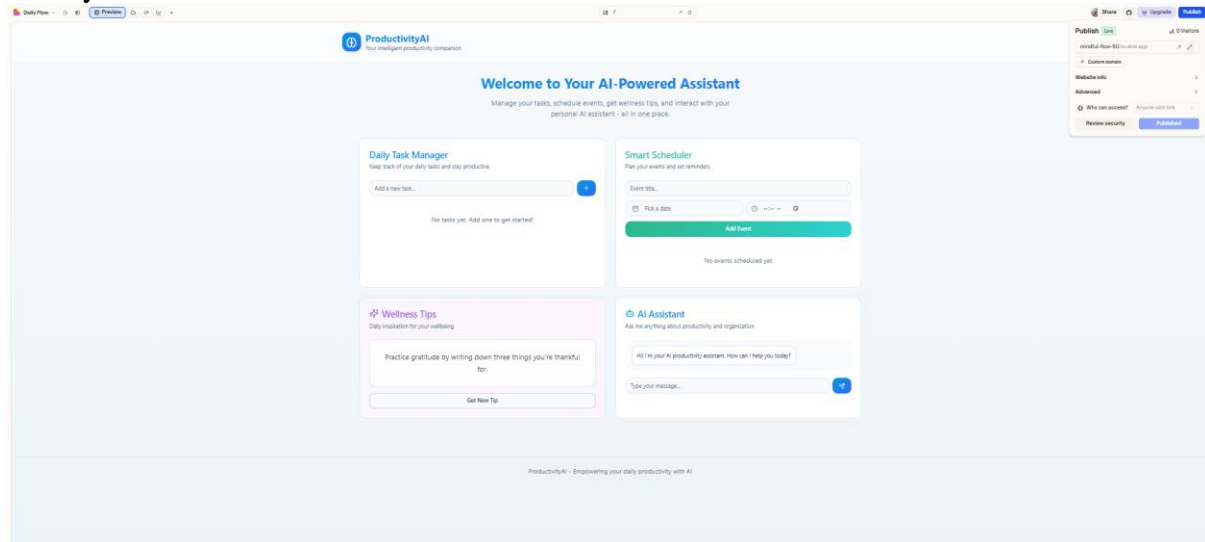 Daily Flow
Preview
/
Share
Upgrade
Publish
Publish Live
0 Visitors
mindful-flow-50.lovable.app
+ Custom domain
Website info
Advanced
Who can access? Anyone with link
Review security
Published
ProductivityAI
Your intelligent productivity companion
Welcome to Your AI-Powered Assistant
Manage your tasks, schedule events, get wellness tips, and interact with your
personal AI assistant - all in one place.
Daily Task Manager
Keep track of your daily tasks and stay productive
Add a new task...
+
No tasks yet. Add one to get started!
Smart Scheduler
Plan your events and set reminders
Event title...
Pick a date
--:-- --
Add Event
No events scheduled yet
Wellness Tips
Daily inspiration for your wellbeing
Practice gratitude by writing down three things you're thankful
for.
Get New Tip
AI Assistant
Ask me anything about productivity and organization
Hi! I'm your AI productivity assistant. How can I help you today?
Type your message...
ProductivityAI - Empowering your daily productivity with AI